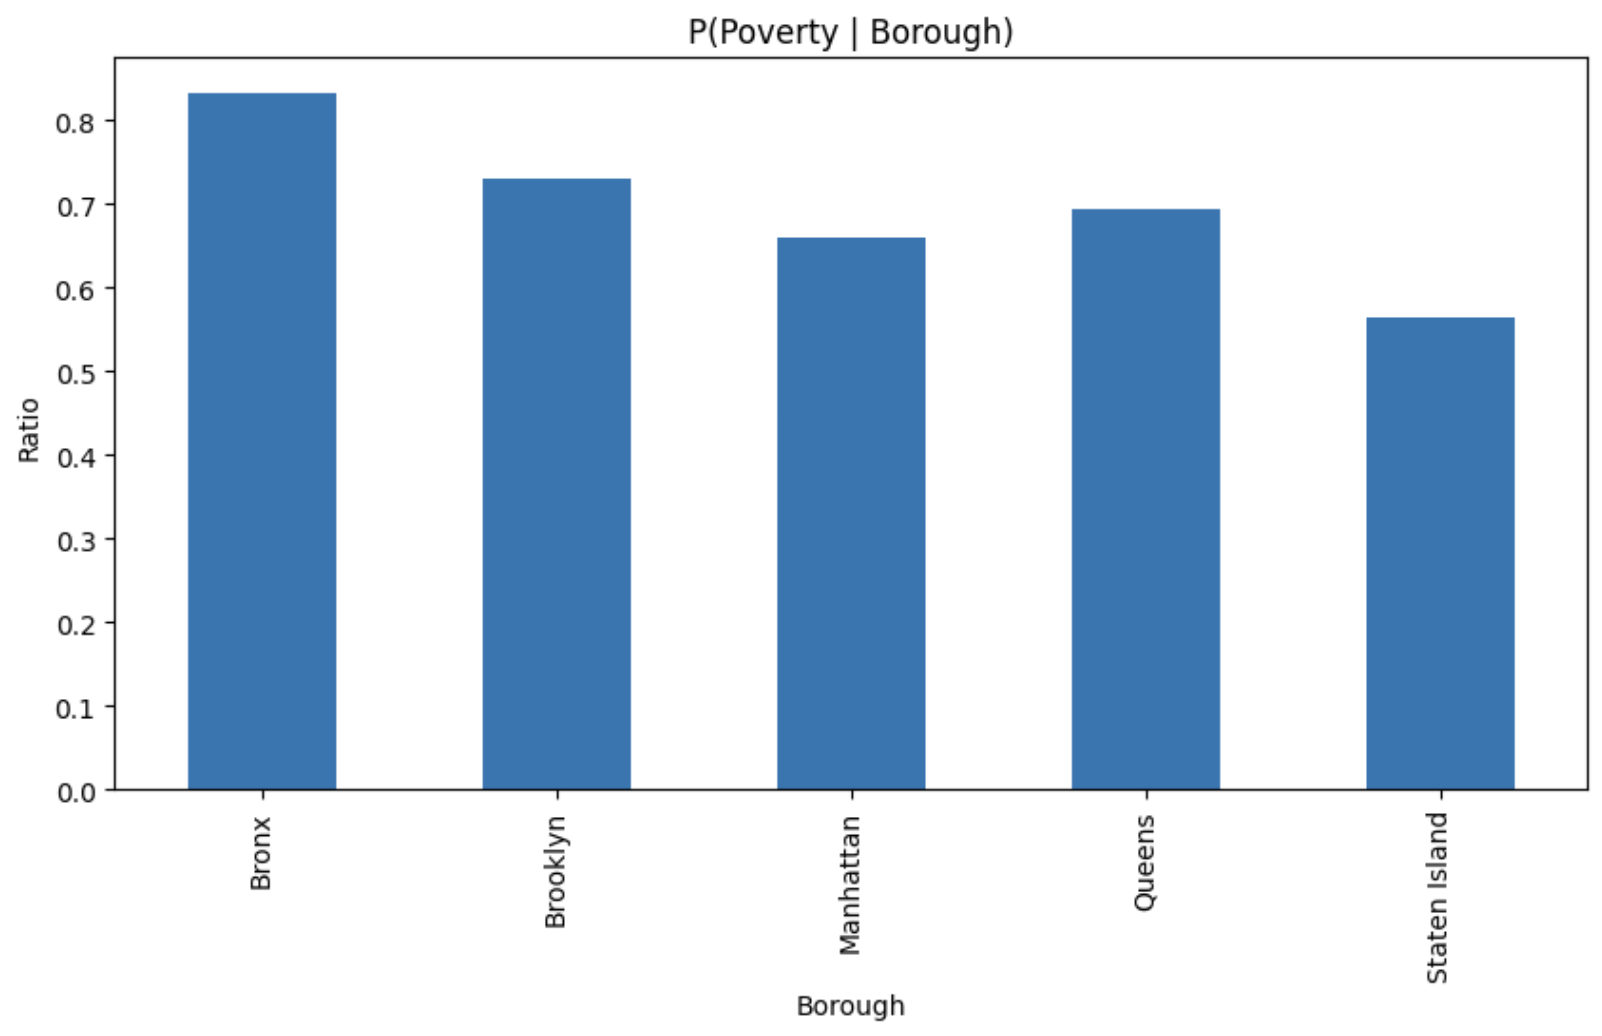 P(Poverty | Borough)
Ratio
0.8
0.7
0.6
0.5
0.4
0.3
0.2
0.1
0.0
Bronx
Brooklyn
Manhattan
Queens
Staten Island
Borough